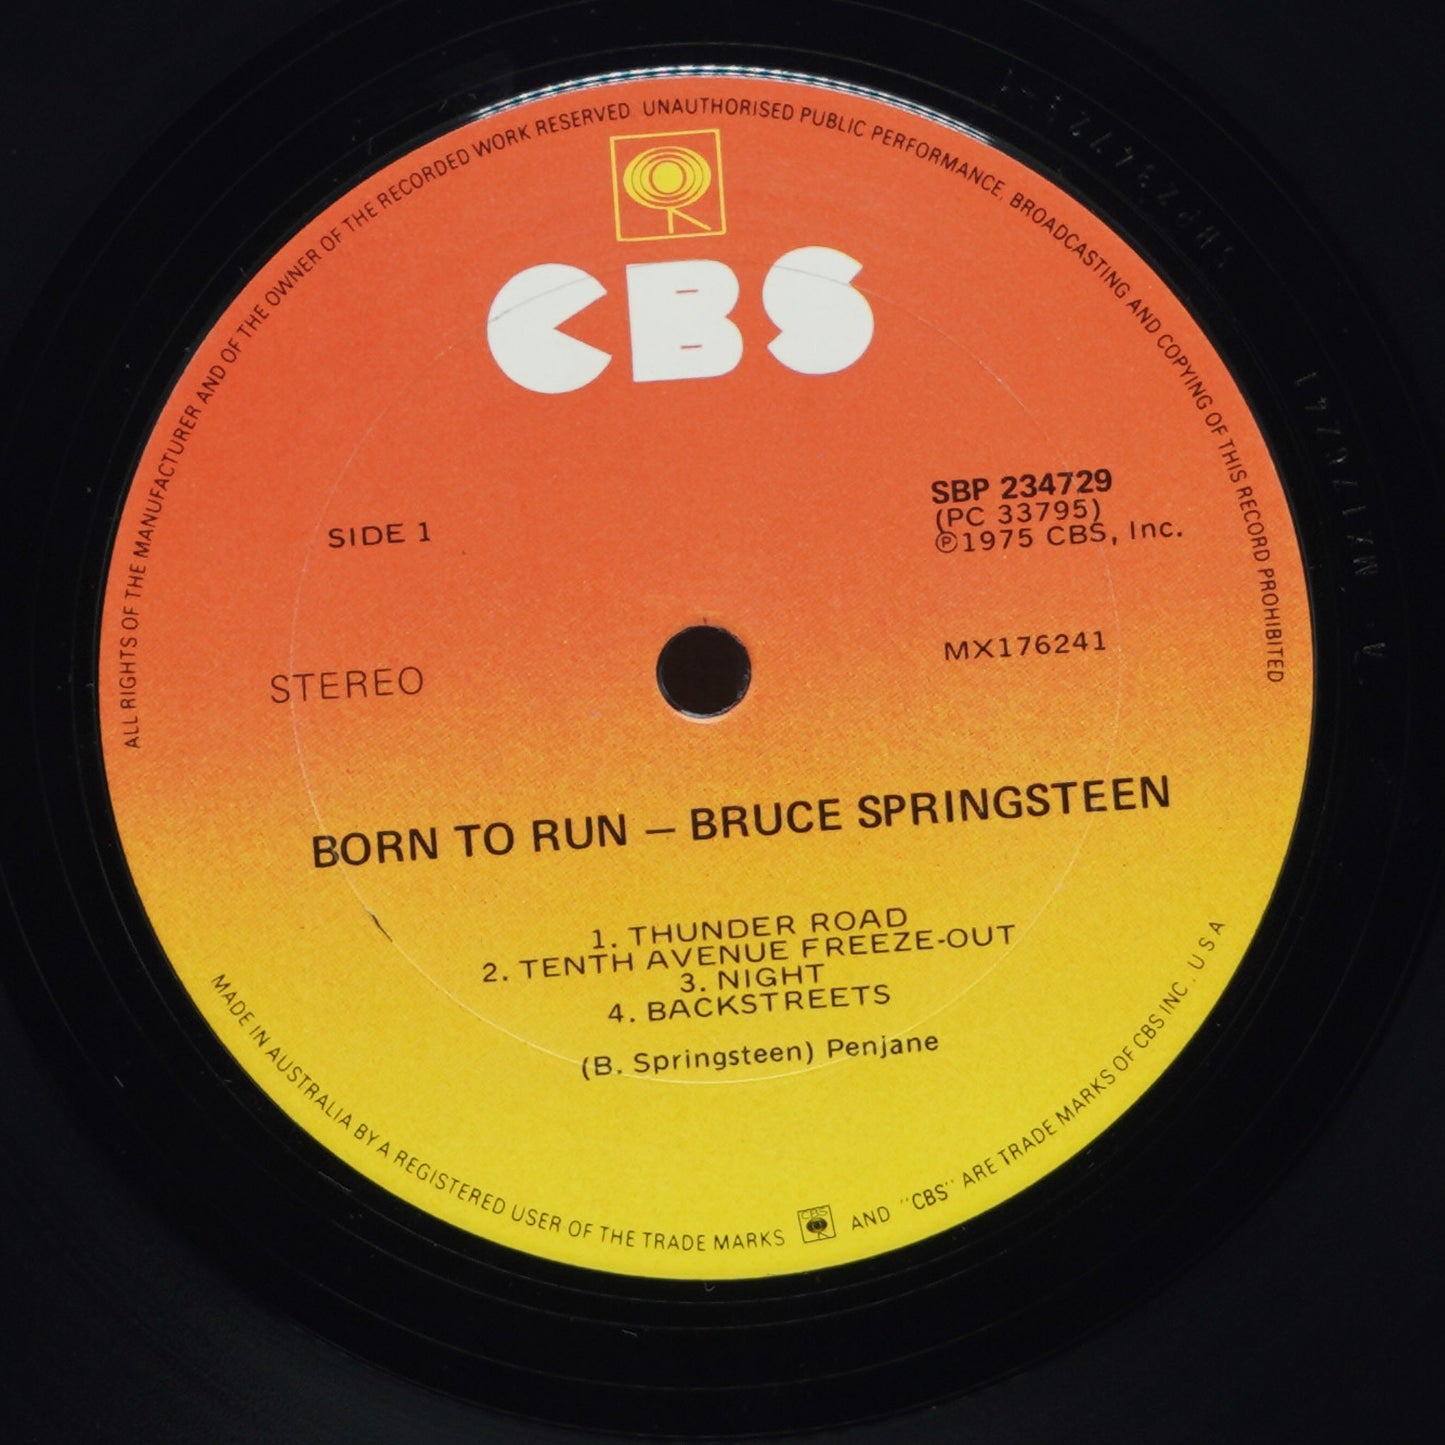 ALL RIGHTS OF THE MANUFACTURER AND OF THE OWNER OF THE RECORDED WORK RESERVED UNAUTHORISED PUBLIC PERFORMANCE, BROADCASTING AND COPYING OF THIS RECORD PROHIBITED
CBS
SBP 234729
(PC 33795)
SIDE 1
℗1975 CBS, Inc.
MX176241
STEREO
BORN TO RUN – BRUCE SPRINGSTEEN
1. THUNDER ROAD
2. TENTH AVENUE FREEZE-OUT
3. NIGHT
4. BACKSTREETS
(B. Springsteen) Penjane
MADE IN AUSTRALIA BY A REGISTERED USER OF THE TRADE MARKS CBS AND "CBS" ARE TRADE MARKS OF CBS INC. USA